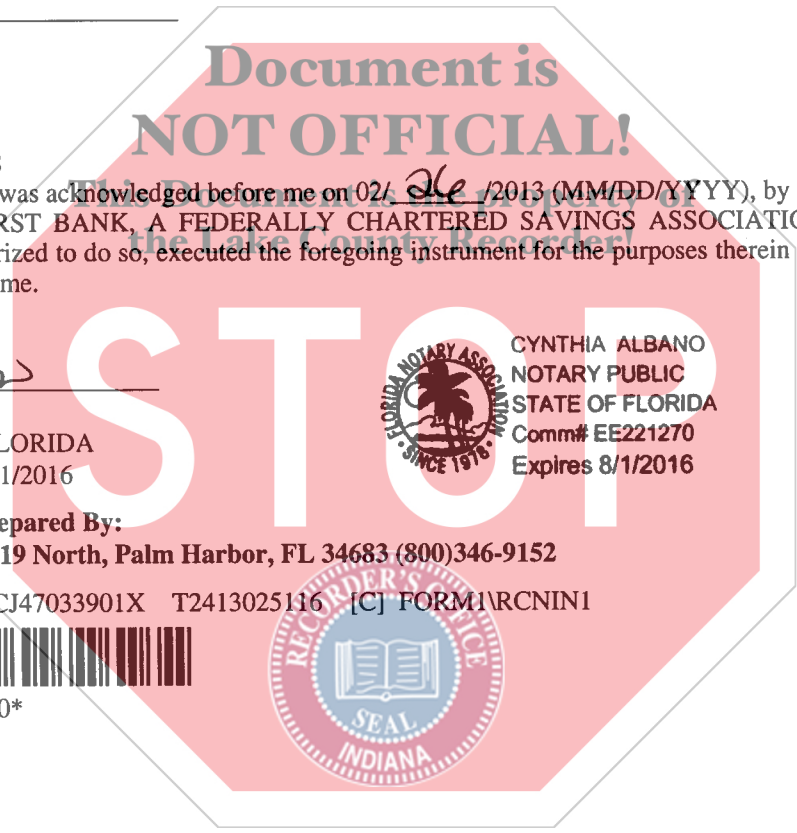 Document is
NOT OFFICIAL!
This Document is the property of
the Lake County Recorder!
was acknowledged before me on 02/ 26 /2013 (MM/DD/YYYY), by
RST BANK, A FEDERALLY CHARTERED SAVINGS ASSOCIATIO
rized to do so, executed the foregoing instrument for the purposes therein
me.
STOP
FLORIDA NOTARY ASSOCIATION
SINCE 1978
CYNTHIA ALBANO
NOTARY PUBLIC
STATE OF FLORIDA
Comm# EE221270
Expires 8/1/2016
LORIDA
1/2016
epared By:
19 North, Palm Harbor, FL 34683 (800)346-9152
CJ47033901X T2413025116 [C] FORM1\RCNIN1
0*
RECORDER'S OFFICE
SEAL
INDIANA